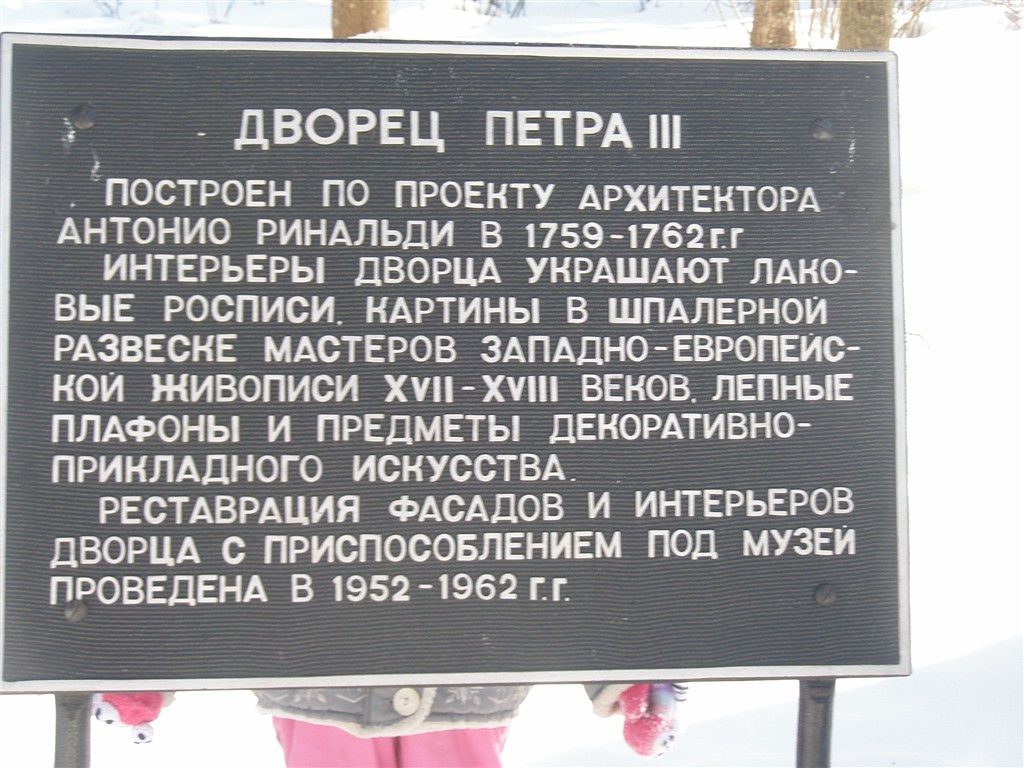 ДВОРЕЦ ПЕТРА III
ПОСТРОЕН ПО ПРОЕКТУ АРХИТЕКТОРА
АНТОНИО РИНАЛЬДИ В 1759-1762г.г
ИНТЕРЬЕРЫ ДВОРЦА УКРАШАЮТ ЛАКО-
ВЫЕ РОСПИСИ, КАРТИНЫ В ШПАЛЕРНОЙ
РАЗВЕСКЕ МАСТЕРОВ ЗАПАДНО-ЕВРОПЕЙС-
КОЙ ЖИВОПИСИ XVII-XVIII ВЕКОВ, ЛЕПНЫЕ
ПЛАФОНЫ И ПРЕДМЕТЫ ДЕКОРАТИВНО-
ПРИКЛАДНОГО ИСКУССТВА.
РЕСТАВРАЦИЯ ФАСАДОВ И ИНТЕРЬЕРОВ
ДВОРЦА С ПРИСПОСОБЛЕНИЕМ ПОД МУЗЕЙ
ПРОВЕДЕНА В 1952-1962 Г.Г.